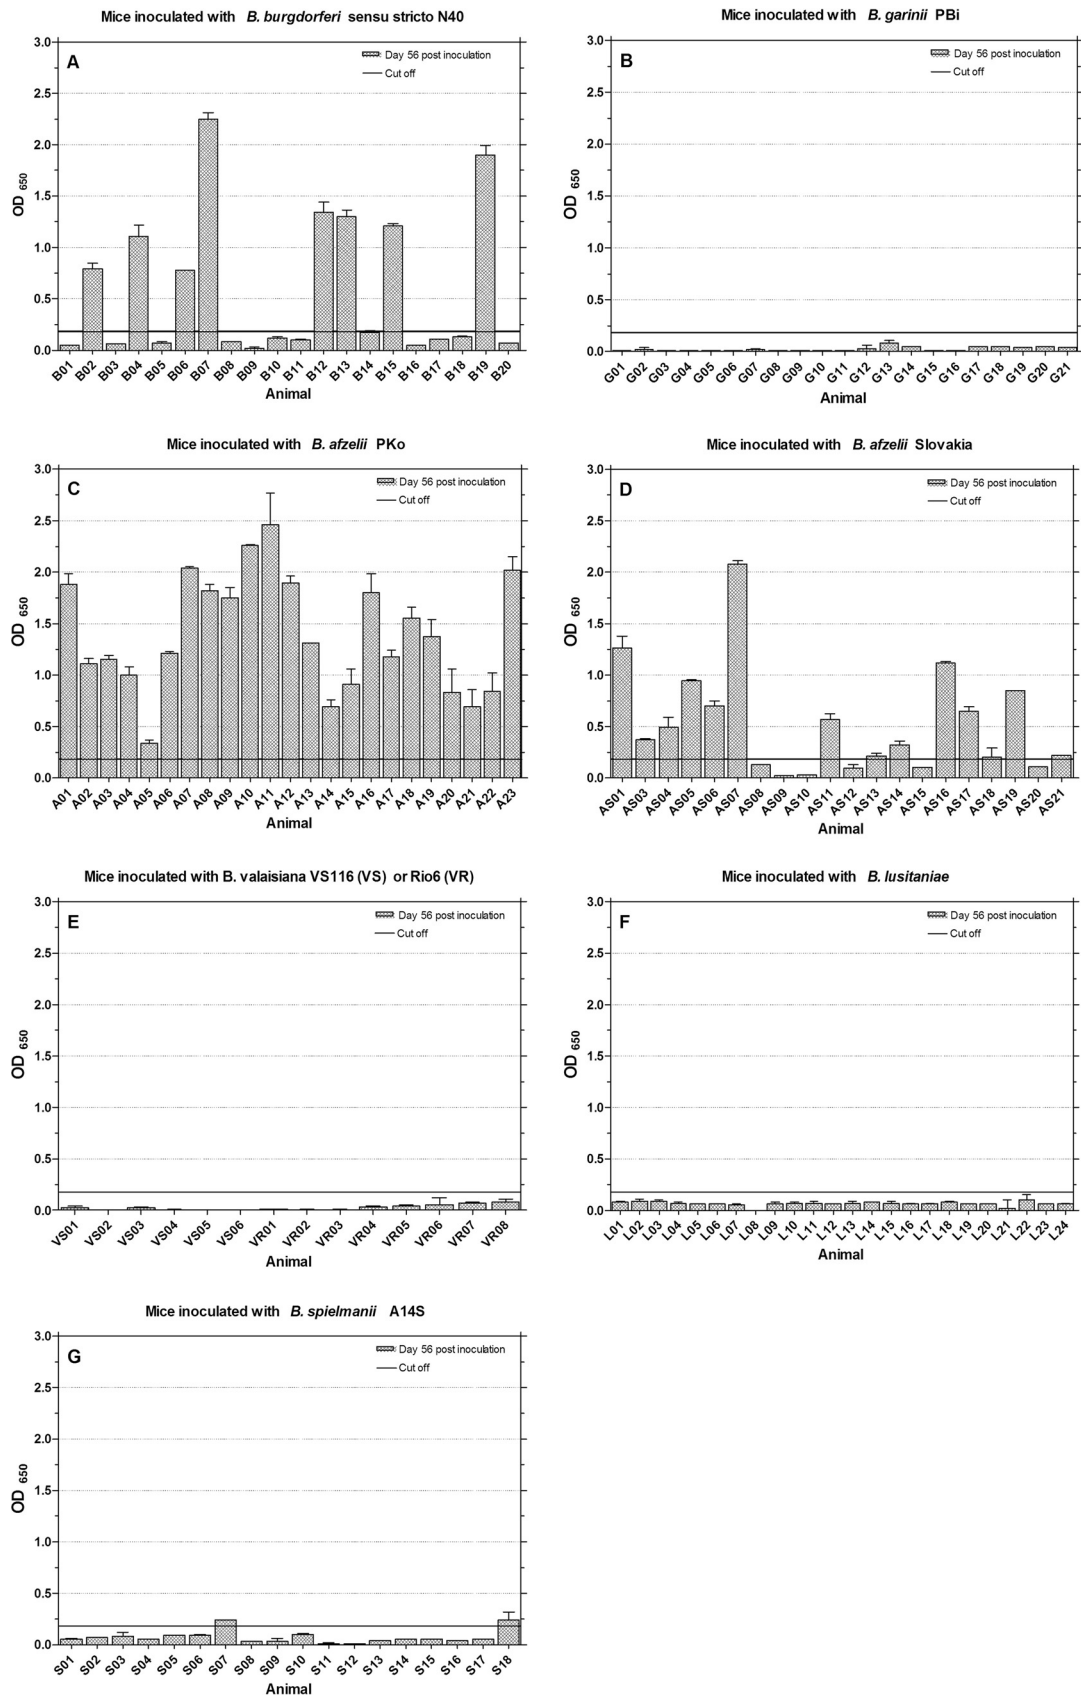 Mice inoculated with B. burgdorferi sensu stricto N40
A
Day 56 post inoculation
Cut off
3.0
2.5
2.0
1.5
1.0
0.5
0.0
OD 650
B01 B02 B03 B04 B05 B06 B07 B08 B09 B10 B11 B12 B13 B14 B15 B16 B17 B18 B19 B20
Animal
Mice inoculated with B. garinii PBi
B
Day 56 post inoculation
Cut off
3.0
2.5
2.0
1.5
1.0
0.5
0.0
OD 650
G01 G02 G03 G04 G05 G06 G07 G08 G09 G10 G11 G12 G13 G14 G15 G16 G17 G18 G19 G20 G21
Animal
Mice inoculated with B. afzelii PKo
C
Day 56 post inoculation
Cut off
3.0
2.5
2.0
1.5
1.0
0.5
0.0
OD 650
A01 A02 A03 A04 A05 A06 A07 A08 A09 A10 A11 A12 A13 A14 A15 A16 A17 A18 A19 A20 A21 A22 A23
Animal
Mice inoculated with B. afzelii Slovakia
D
Day 56 post inoculation
Cut off
3.0
2.5
2.0
1.5
1.0
0.5
0.0
OD 650
AS01 AS03 AS04 AS05 AS06 AS07 AS08 AS09 AS10 AS11 AS12 AS13 AS14 AS15 AS16 AS17 AS18 AS19 AS20 AS21
Animal
Mice inoculated with B. valaisiana VS116 (VS) or Rio6 (VR)
E
Day 56 post inoculation
Cut off
3.0
2.5
2.0
1.5
1.0
0.5
0.0
OD 650
VS01 VS02 VS03 VS04 VS05 VS06 VR01 VR02 VR03 VR04 VR05 VR06 VR07 VR08
Animal
Mice inoculated with B. lusitaniae
F
Day 56 post inoculation
Cut off
3.0
2.5
2.0
1.5
1.0
0.5
0.0
OD 650
L01 L02 L03 L04 L05 L06 L07 L08 L09 L10 L11 L12 L13 L14 L15 L16 L17 L18 L19 L20 L21 L22 L23 L24
Animal
Mice inoculated with B. spielmanii A14S
G
Day 56 post inoculation
Cut off
3.0
2.5
2.0
1.5
1.0
0.5
0.0
OD 650
S01 S02 S03 S04 S05 S06 S07 S08 S09 S10 S11 S12 S13 S14 S15 S16 S17 S18
Animal